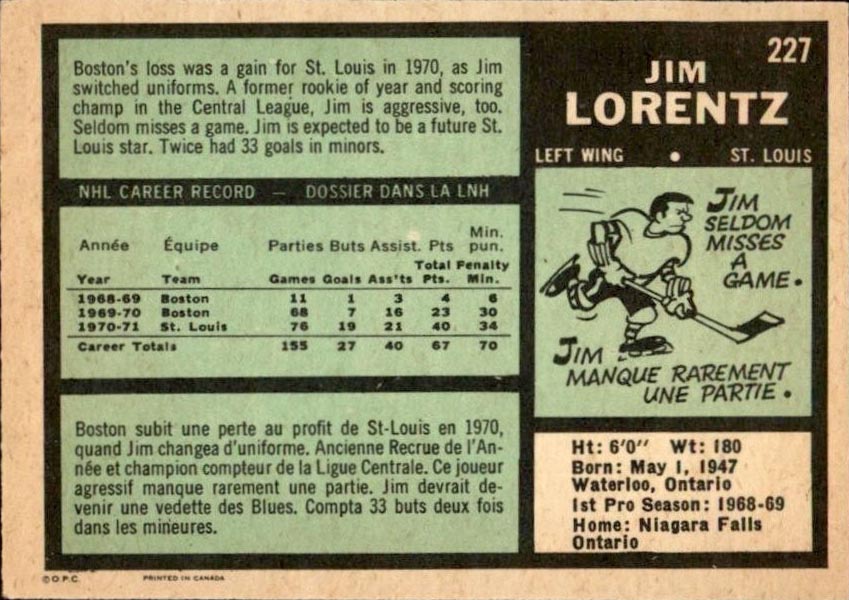 227
JIM
LORENTZ
LEFT WING • ST. LOUIS
Boston's loss was a gain for St. Louis in 1970, as Jim
switched uniforms. A former rookie of year and scoring
champ in the Central League, Jim is aggressive, too.
Seldom misses a game. Jim is expected to be a future St.
Louis star. Twice had 33 goals in minors.
NHL CAREER RECORD — DOSSIER DANS LA LNH
Année Équipe Parties Buts Assist. Pts Min. pun.
Year Team Games Goals Ass'ts Total Pts. Penalty Min.
1968-69 Boston 11 1 3 4 6
1969-70 Boston 68 7 16 23 30
1970-71 St. Louis 76 19 21 40 34
Career Totals 155 27 40 67 70
Boston subit une perte au profit de St-Louis en 1970,
quand Jim changea d'uniforme. Ancienne Recrue de l'An-
née et champion compteur de la Ligue Centrale. Ce joueur
agressif manque rarement une partie. Jim devrait de-
venir une vedette des Blues. Compta 33 buts deux fois
dans les mineures.
JIM
SELDOM
MISSES
A
GAME.
JIM
MANQUE RAREMENT
UNE PARTIE.
Ht: 6'0" Wt: 180
Born: May 1, 1947
Waterloo, Ontario
1st Pro Season: 1968-69
Home: Niagara Falls
Ontario
©O.P.C. PRINTED IN CANADA